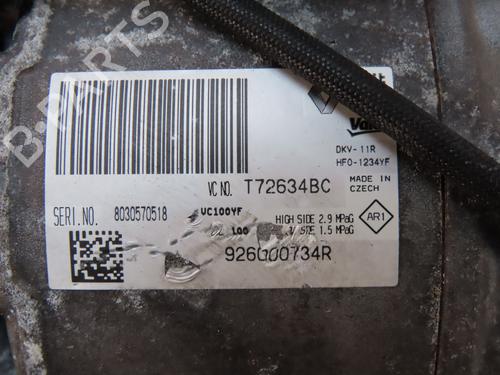 DKV-11R
HFO-1234YF
VC NO. T72634BC
MADE IN
CZECH
SERI.NO. 8030570518
VC100YF
HIGH SIDE 2.9 MPaG
SIDE 1.5 MPaG
100
AR1
926000734R
B-PARTS